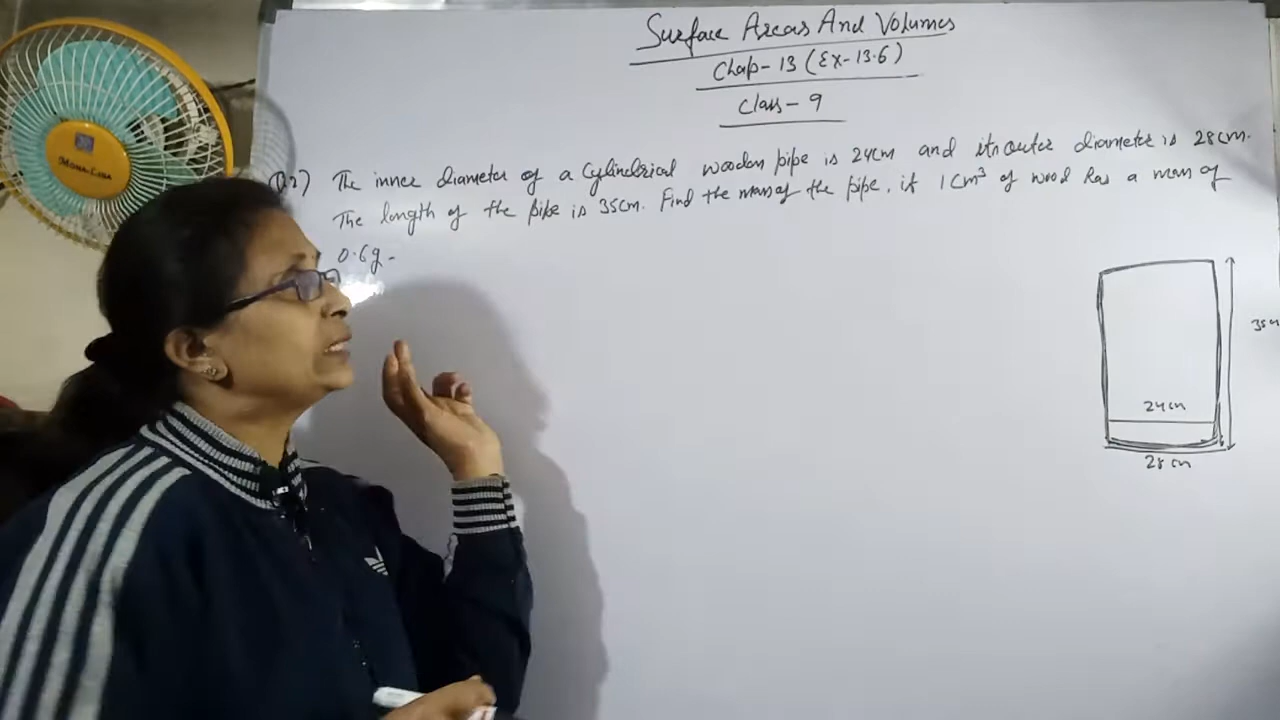 Surface Areas And Volumes
Chap-13 (Ex-13.6)
Class-9
The inner diameter of a Cylindrical wooden pipe is 24cm and its outer diameter is 28cm.
The length of the pipe is 35cm. Find the mass of the pipe, if 1cm³ of wood has a mass of
0.6g.
24cm
28cm
MONA-LISA